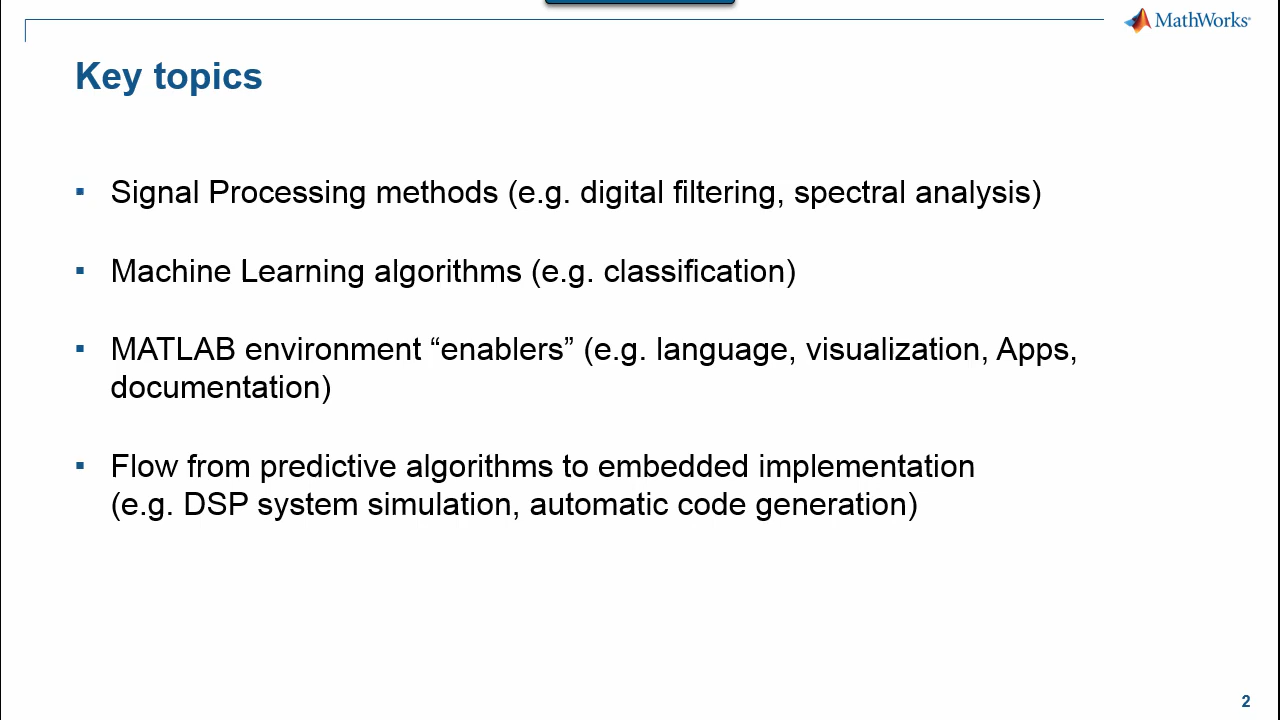 MathWorks®
Key topics
▪ Signal Processing methods (e.g. digital filtering, spectral analysis)
▪ Machine Learning algorithms (e.g. classification)
▪ MATLAB environment “enablers” (e.g. language, visualization, Apps,
documentation)
▪ Flow from predictive algorithms to embedded implementation
(e.g. DSP system simulation, automatic code generation)
2